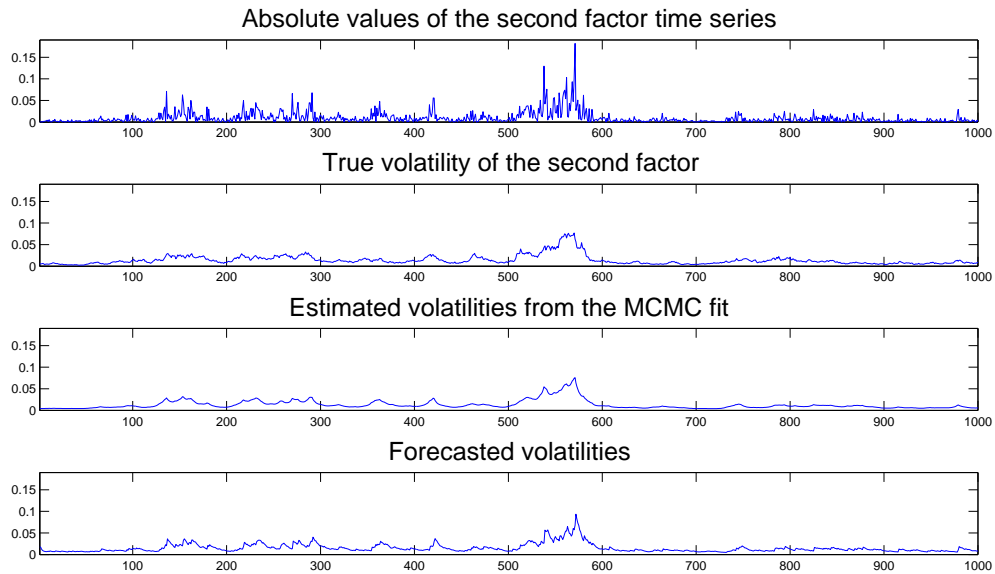 Absolute values of the second factor time series
0.15
0.1
0.05
0
100 200 300 400 500 600 700 800 900 1000
True volatility of the second factor
0.15
0.1
0.05
0
100 200 300 400 500 600 700 800 900 1000
Estimated volatilities from the MCMC fit
0.15
0.1
0.05
0
100 200 300 400 500 600 700 800 900 1000
Forecasted volatilities
0.15
0.1
0.05
0
100 200 300 400 500 600 700 800 900 1000